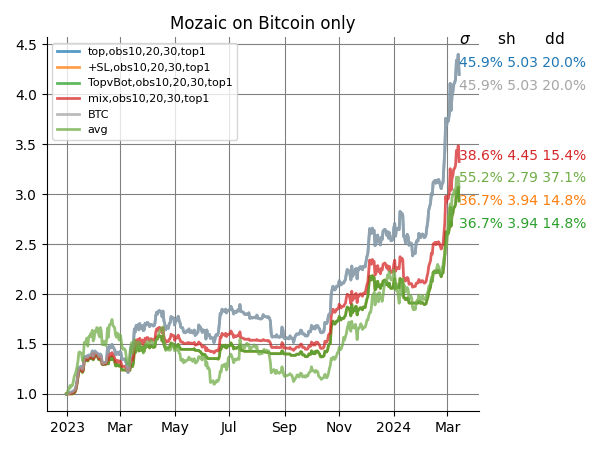 Mozaic on Bitcoin only
σ sh dd
4.5
4.0
3.5
3.0
2.5
2.0
1.5
1.0
top,obs10,20,30,top1
+SL,obs10,20,30,top1
TopvBot,obs10,20,30,top1
mix,obs10,20,30,top1
BTC
avg
45.9% 5.03 20.0%
45.9% 5.03 20.0%
38.6% 4.45 15.4%
55.2% 2.79 37.1%
36.7% 3.94 14.8%
36.7% 3.94 14.8%
2023 Mar May Jul Sep Nov 2024 Mar